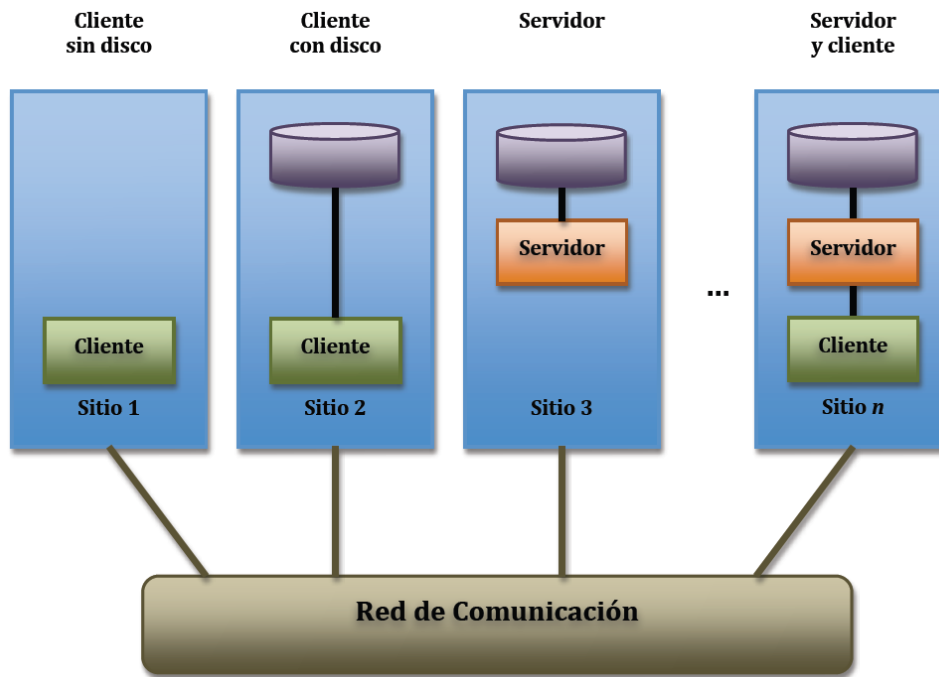 Cliente
sin disco
Cliente
con disco
Servidor
Servidor
y cliente
Servidor
Servidor
...
Cliente
Cliente
Cliente
Sitio 1
Sitio 2
Sitio 3
Sitio n
Red de Comunicación